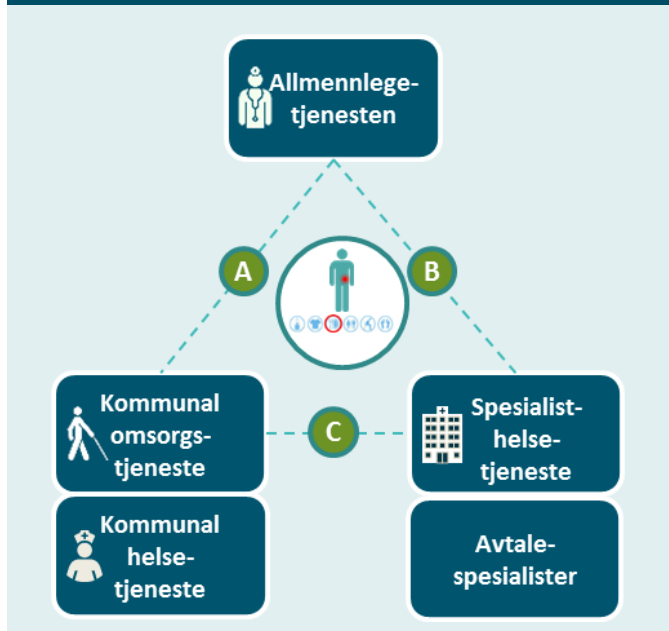 Allmennlege-
tjenesten
A
B
Kommunal
omsorgs-
tjeneste
C
Spesialist-
helse-
tjeneste
Kommunal
helse-
tjeneste
Avtale-
spesialister